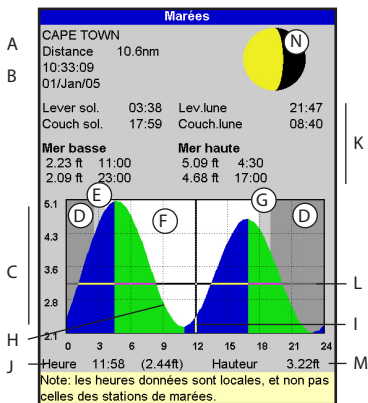 Marées
A
CAPE TOWN
N
Distance 10.6nm
B
10:33:09
01/Jan/05
Lever sol. 03:38 Lev.lune 21:47
Couch sol. 17:59 Couch.lune 08:40
K
Mer basse Mer haute
2.23 ft 11:00 5.09 ft 4:30
2.09 ft 23:00 4.68 ft 17:00
E
G
5.1
D
F
D
4.3
C
3.6
L
2.8
I
2.1
H
0 3 6 9 12 15 18 21 24
J
Heure 11:58 (2.44ft) Hauteur 3.22ft
M
Note: les heures données sont locales, et non pas
celles des stations de marées.